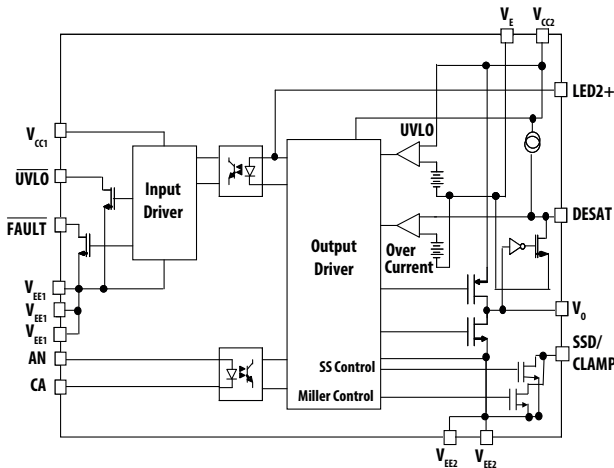 V_E
V_CC2
LED2+
UVLO
V_CC1
UVLO
Input
Driver
FAULT
DESAT
Output
Driver
Over
Current
V_EE1
V_EE1
V_EE1
V_O
SSD/
CLAMP
AN
CA
SS Control
Miller Control
V_EE2
V_EE2